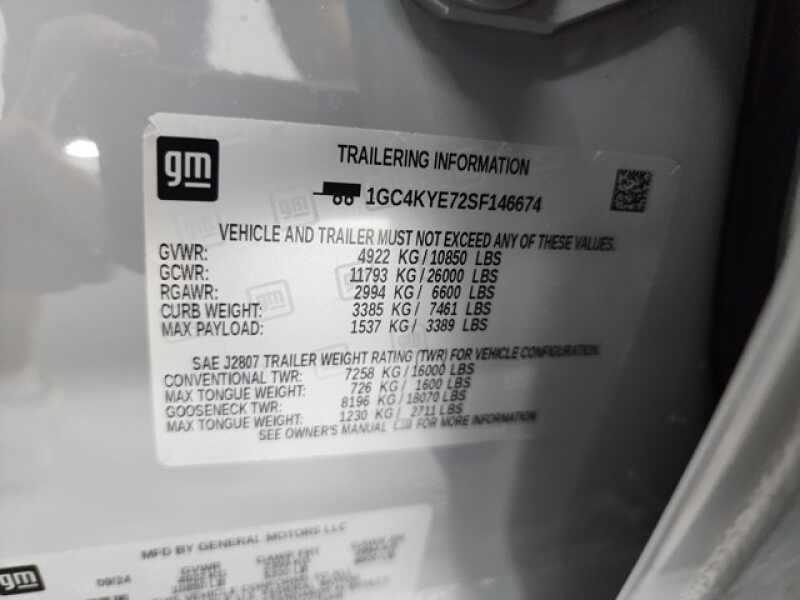 gm
TRAILERING INFORMATION
1GC4KYE72SF146674
VEHICLE AND TRAILER MUST NOT EXCEED ANY OF THESE VALUES.
GVWR: 4922 KG/10850 LBS
GCWR: 11793 KG/26000 LBS
RGAWR: 2994 KG/ 6600 LBS
CURB WEIGHT: 3385 KG/ 7461 LBS
MAX PAYLOAD: 1537 KG/ 3389 LBS
SAE J2807 TRAILER WEIGHT RATING (TWR) FOR VEHICLE CONFIGURATION.
CONVENTIONAL TWR: 7258 KG/16000 LBS
MAX TONGUE WEIGHT: 726 KG/ 1600 LBS
GOOSENECK TWR: 8196 KG/18070 LBS
MAX TONGUE WEIGHT: 1230 KG/ 2711 LBS
SEE OWNER'S MANUAL FOR MORE INFORMATION
MFD BY GENERAL MOTORS LLC
gm
09/24 GVWR